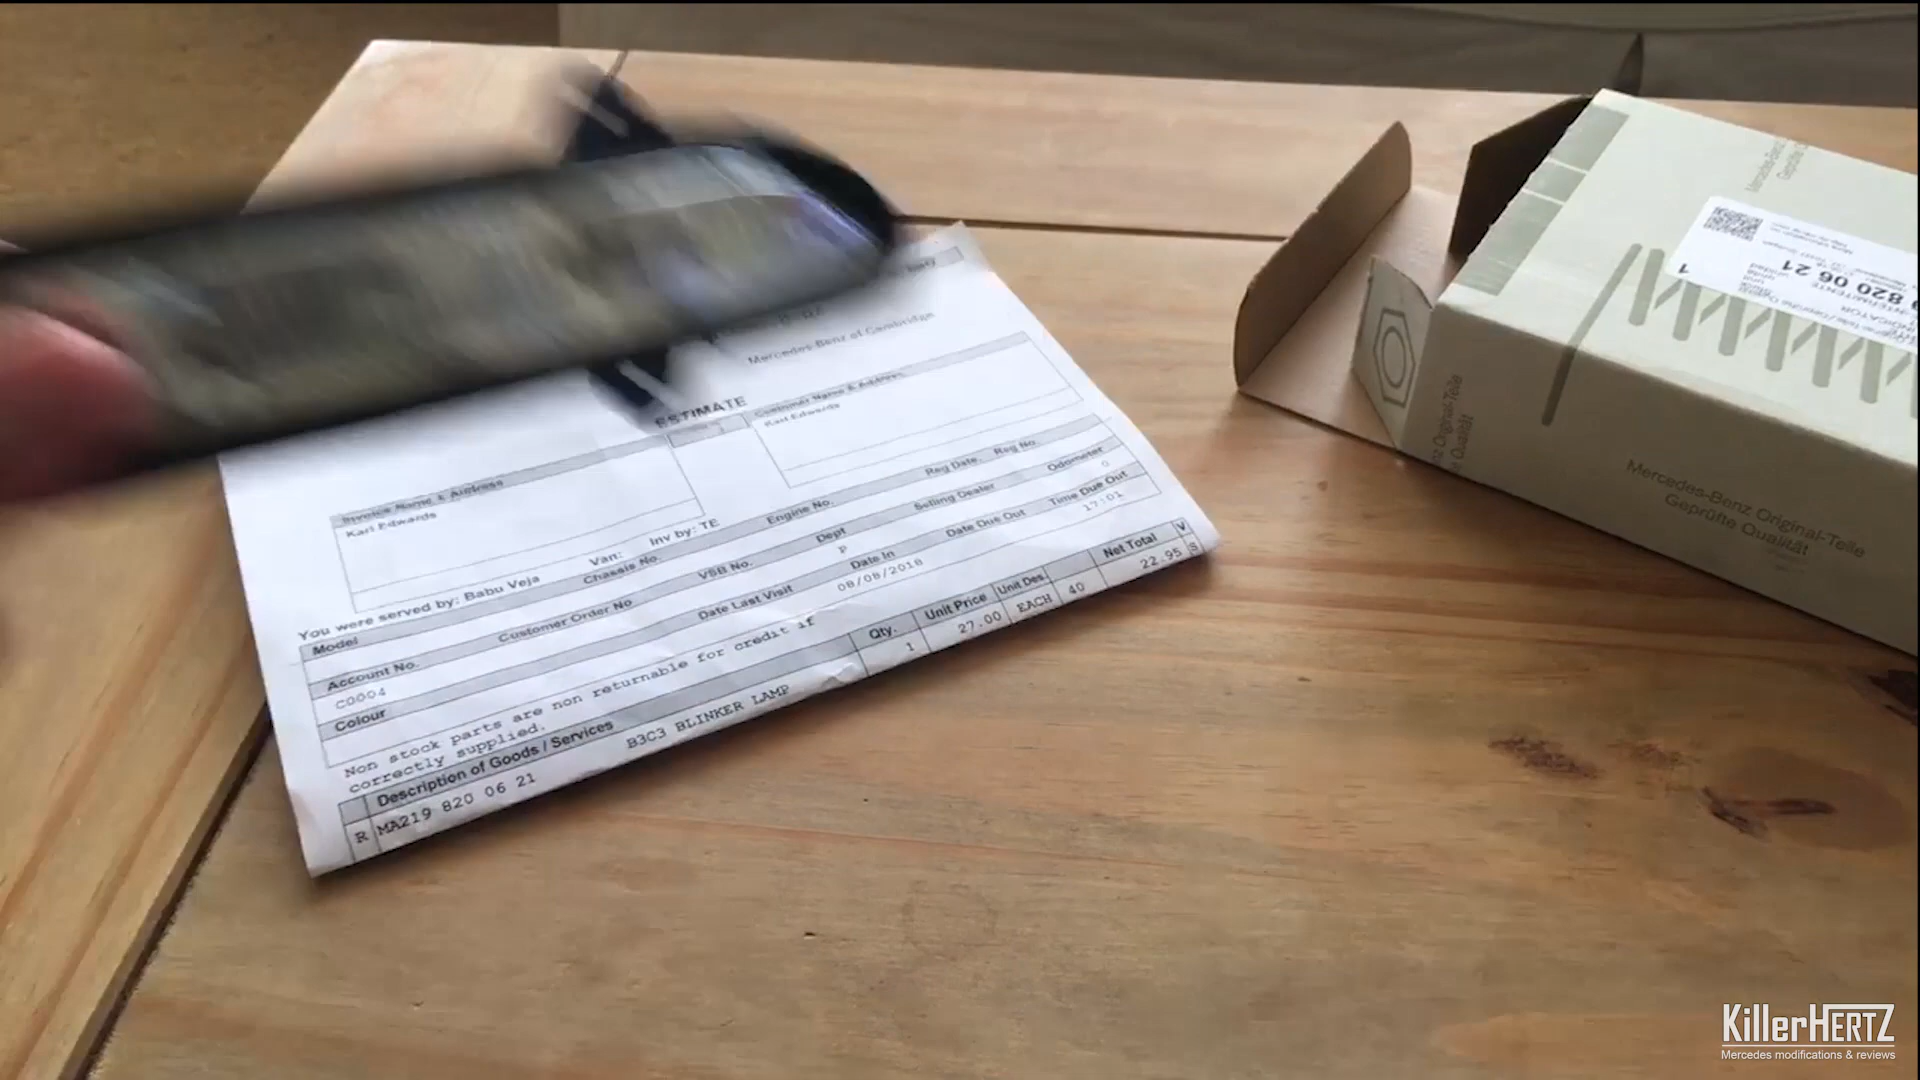 Mercedes-Benz of Cambridge
ESTIMATE
Invoice Name & Address
Karl Edwards
Customer Name & Address
Karl Edwards
You were served by: Babu Veja Van: Inv by: TE
Model Chassis No. Engine No. Reg Date. Reg No.
Account No. Customer Order No VSB No. Dept Selling Dealer Odometer
C0004 P 0
Colour Date Last Visit Date In Date Due Out Time Due Out
08/08/2018 17:01
Non stock parts are non returnable for credit if
correctly supplied.
Description of Goods / Services Qty. Unit Price Unit Des. Net Total V
R MA219 820 06 21 B3C3 BLINKER LAMP 1 27.00 EACH 40 22.95 S
820 06 21
1
Mercedes-Benz Original-Teile
Geprüfte Qualität
KillerHERTZ
Mercedes modifications & reviews